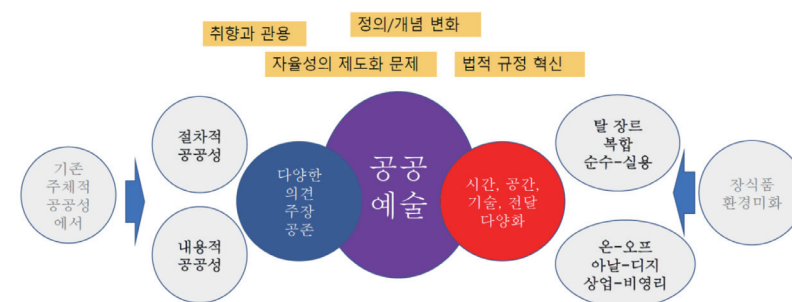 정의/개념 변화
취향과 관용
자율성의 제도화 문제
법적 규정 혁신
기존
주체적
공공성
에서
절차적
공공성
내용적
공공성
다양한
의견
주장
공존
공공
예술
시간, 공간,
기술, 전달
다양화
탈 장르
복합
순수-실용
온-오프
아날-디지
상업-비영리
장식품
환경미화